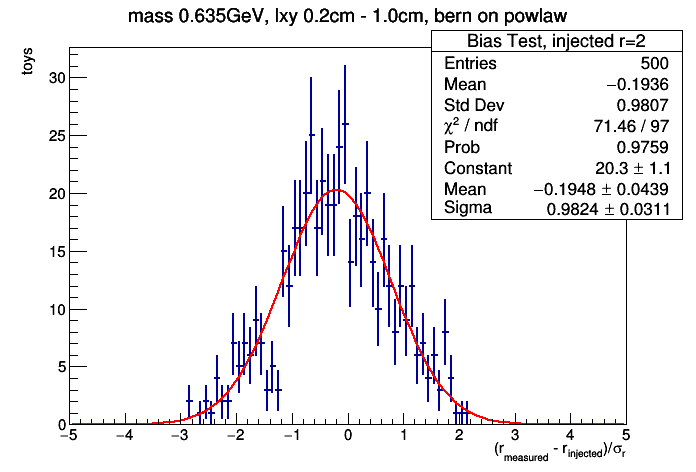 mass 0.635GeV, lxy 0.2cm - 1.0cm, bern on powlaw
toys
Bias Test, injected r=2
Entries 500
Mean −0.1936
Std Dev 0.9807
χ² / ndf 71.46 / 97
Prob 0.9759
Constant 20.3 ± 1.1
Mean −0.1948 ± 0.0439
Sigma 0.9824 ± 0.0311
30
25
20
15
10
5
0
−5 −4 −3 −2 −1 0 1 2 3 4 5
(r_measured - r_injected)/σ_r